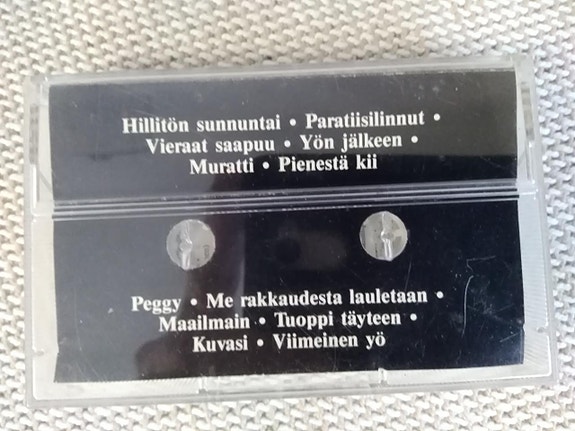 Hillitön sunnuntai • Paratiisilinnut •
Vieraat saapuu • Yön jälkeen •
Muratti • Pienestä kii
Peggy • Me rakkaudesta lauletaan •
Maailmain • Tuoppi täyteen •
Kuvasi • Viimeinen yö